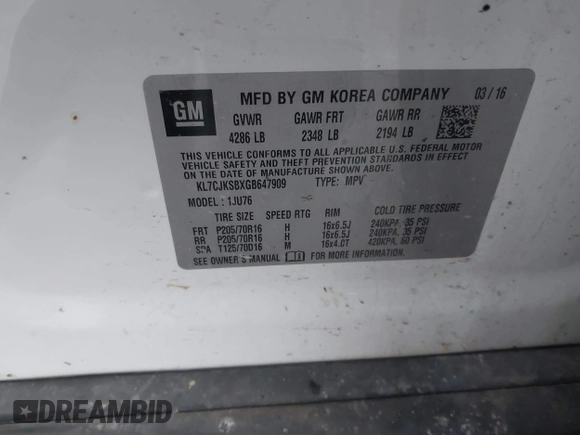 GM
MFD BY GM KOREA COMPANY 03/16
GVWR GAWR FRT GAWR RR
4286 LB 2348 LB 2194 LB
THIS VEHICLE CONFORMS TO ALL APPLICABLE U.S. FEDERAL MOTOR
VEHICLE SAFETY AND THEFT PREVENTION STANDARDS IN EFFECT
ON THE DATE OF MANUFACTURE SHOWN ABOVE.
KL7CJKSBXGB647909 TYPE: MPV
MODEL: 1JU76
TIRE SIZE SPEED RTG RIM COLD TIRE PRESSURE
FRT P205/70R16 H 16x6.5J 240KPA, 35 PSI
RR P205/70R16 H 16x6.5J 240KPA, 35 PSI
SPA T125/70D16 M 16x4.0T 420KPA, 60 PSI
SEE OWNER'S MANUAL FOR MORE INFORMATION
DREAMBID